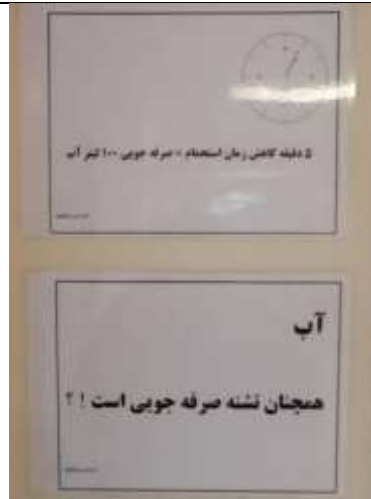 ۵ دقیقه کاهش زمان استحمام = صرفه جویی ۱۰۰ لیتر آب
آب
همچنان تشنه صرفه جویی است ! ؟